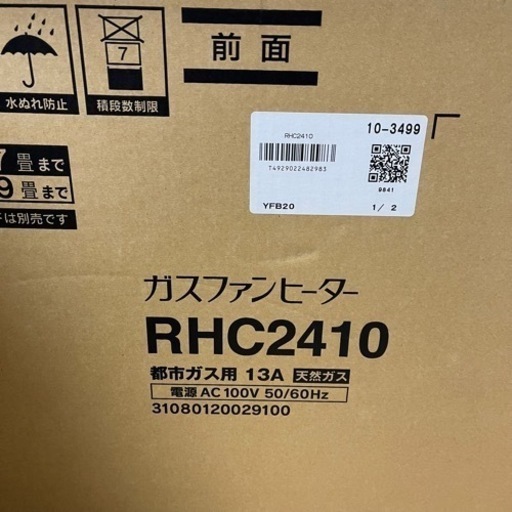 水ぬれ防止
7
積段数制限
前面
RHC2410
10-3499
T4929022482983
9841
YFB20
1/ 2
7畳まで
9畳まで
は別売です
ガスファンヒーター
RHC2410
都市ガス用 13A 天然ガス
電源 AC100V 50/60Hz
31080120029100